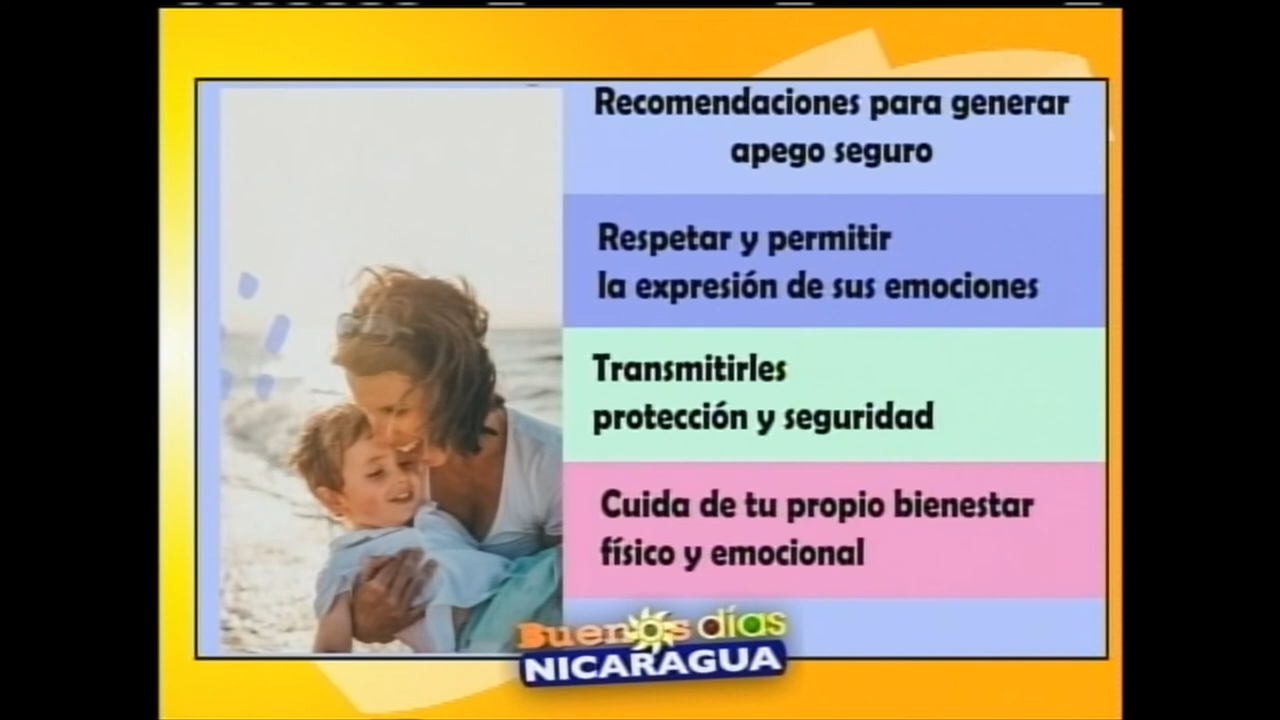 Recomendaciones para generar
apego seguro
Respetar y permitir
la expresión de sus emociones
Transmitirles
protección y seguridad
Cuida de tu propio bienestar
físico y emocional
Buenos días
NICARAGUA